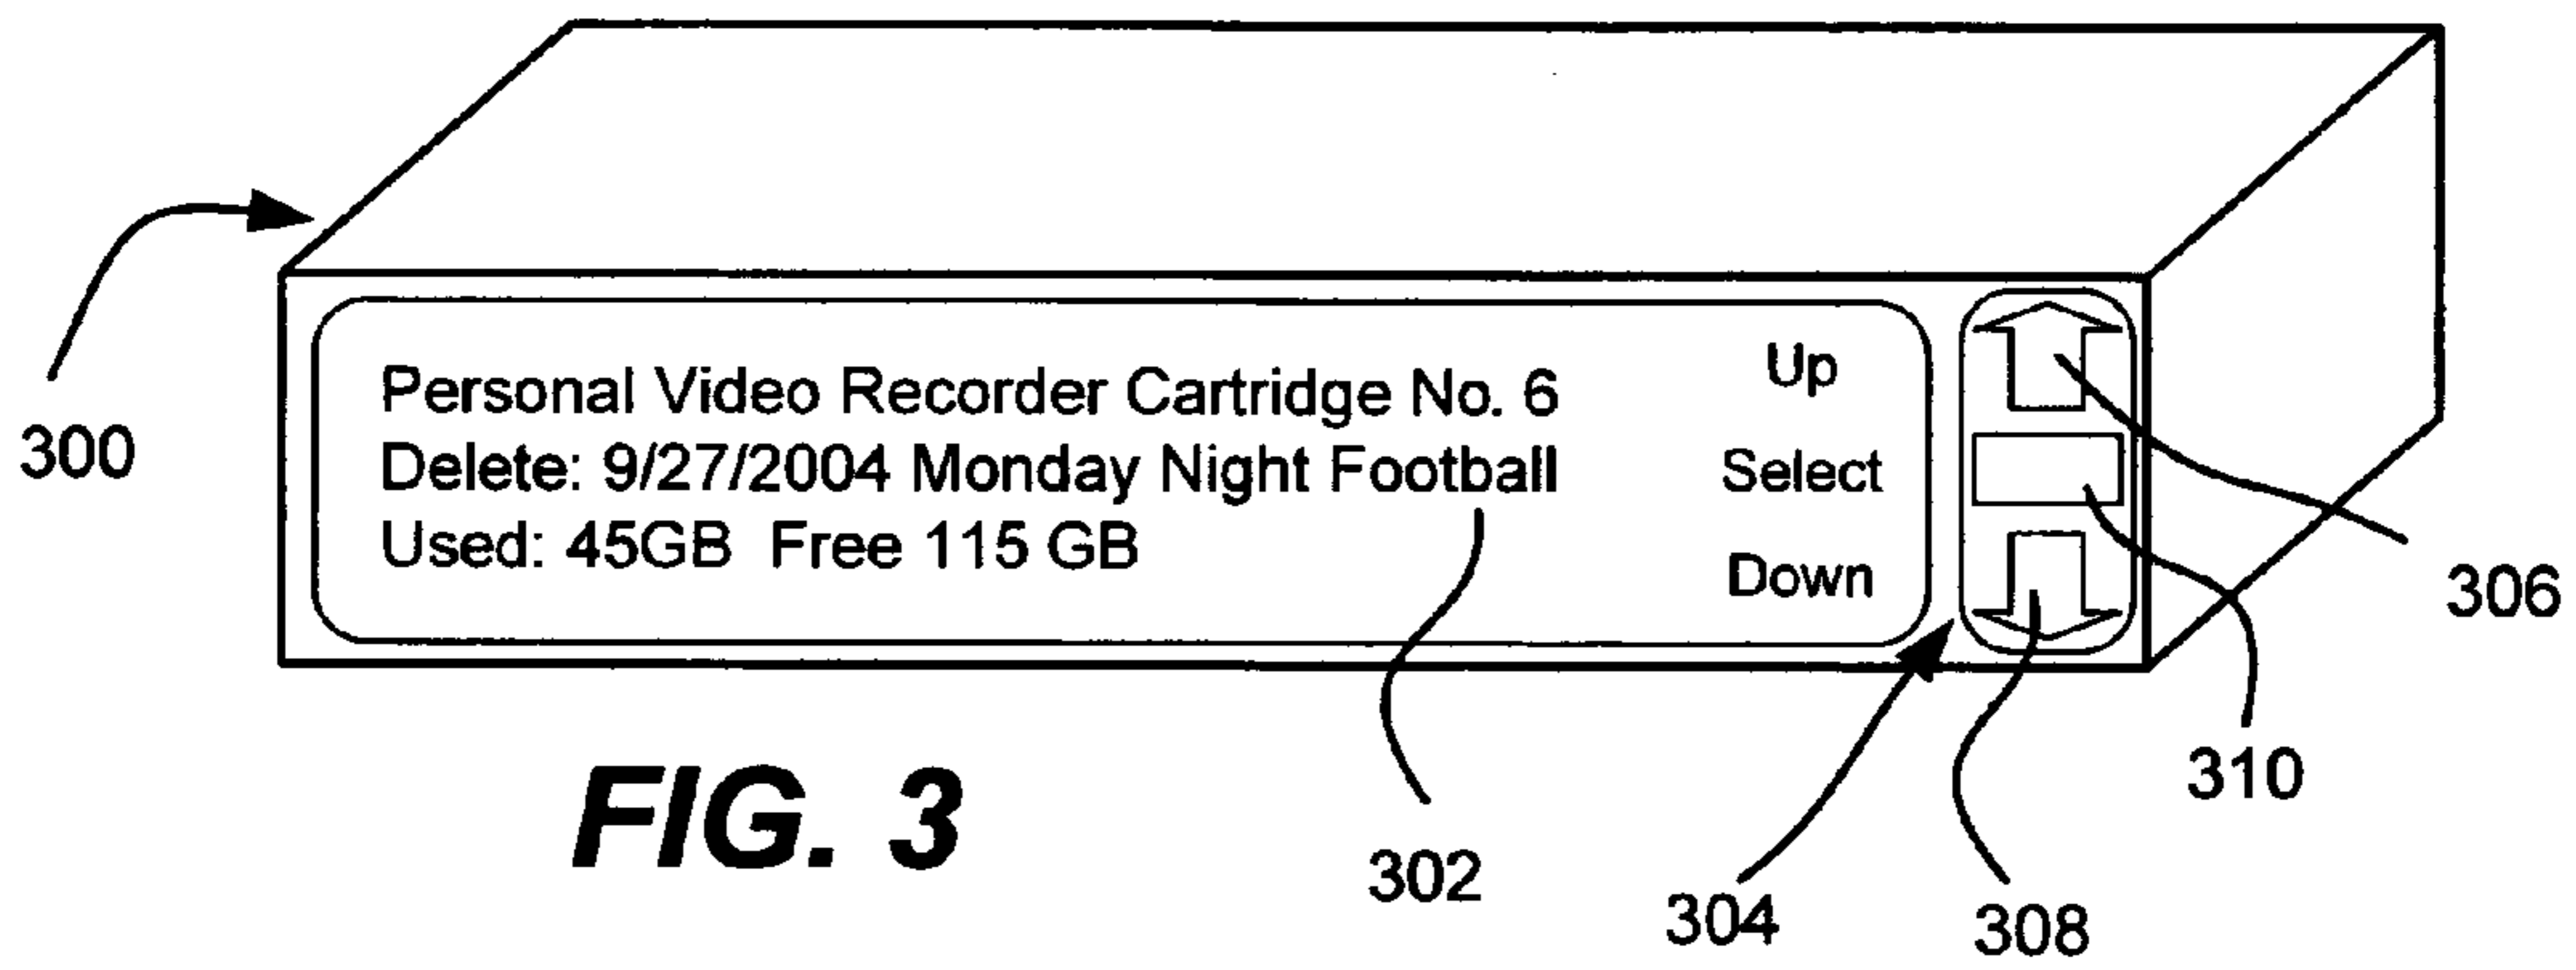 Personal Video Recorder Cartridge No. 6
Delete: 9/27/2004 Monday Night Football
Used: 45GB Free 115 GB
Up
Select
Down
300
306
310
302
304
308
FIG. 3